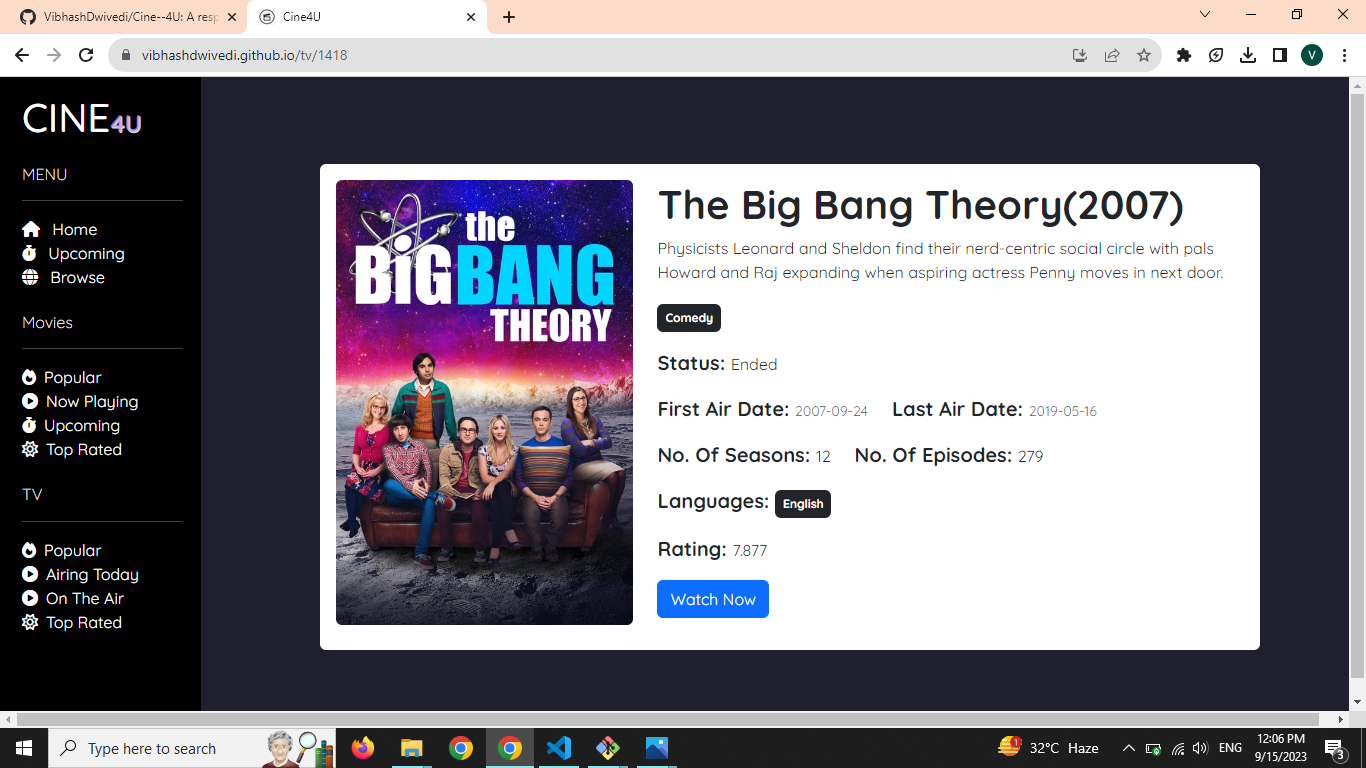 VibhashDwivedi/Cine--4U: A resp
Cine4U
vibhashdwivedi.github.io/tv/1418
V
CINE4U
MENU
Home
Upcoming
Browse
Movies
Popular
Now Playing
Upcoming
Top Rated
TV
Popular
Airing Today
On The Air
Top Rated
the
BIGBANG
THEORY
The Big Bang Theory(2007)
Physicists Leonard and Sheldon find their nerd-centric social circle with pals
Howard and Raj expanding when aspiring actress Penny moves in next door.
Comedy
Status: Ended
First Air Date: 2007-09-24 Last Air Date: 2019-05-16
No. Of Seasons: 12 No. Of Episodes: 279
Languages: English
Rating: 7.877
Watch Now
Type here to search
1
32°C Haze
ENG
12:06 PM
9/15/2023
3